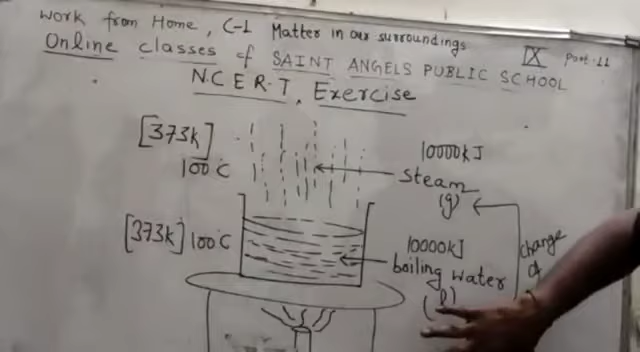 Work from Home, C-1 Matter in our surroundings
Online classes of SAINT ANGELS PUBLIC SCHOOL
IX Part-11
N.C.E.R.T. Exercise
[373K]
100°C
10000kJ
Steam
(g)
[373K] 100°C
10000kJ
boiling water
(l)
change
of